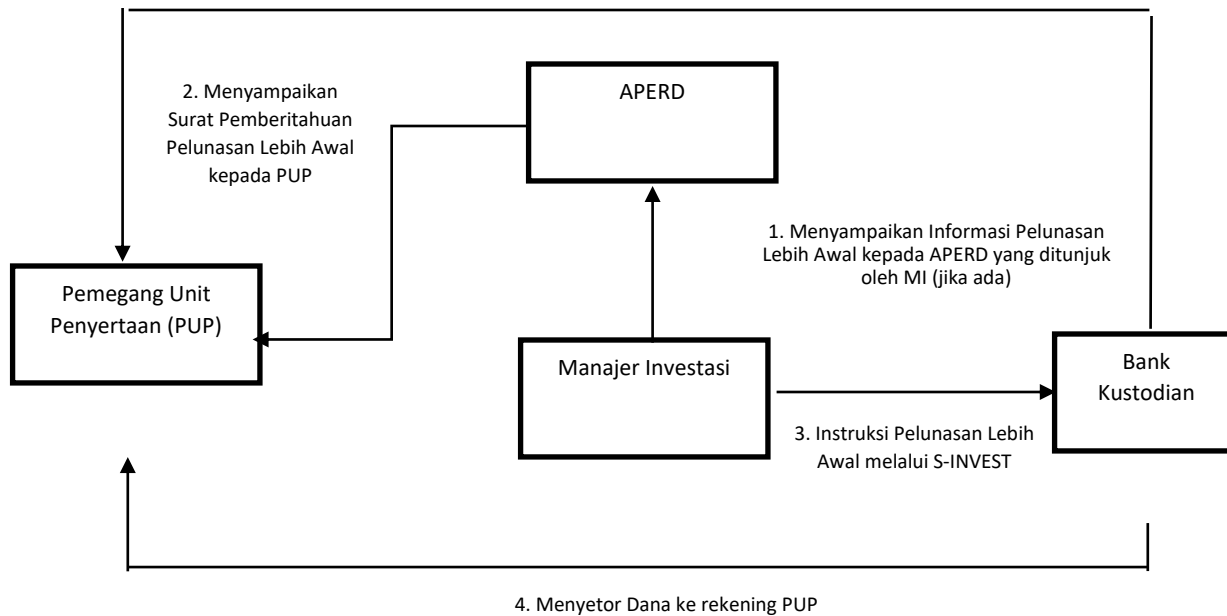 2. Menyampaikan
Surat Pemberitahuan
Pelunasan Lebih Awal
kepada PUP
APERD
1. Menyampaikan Informasi Pelunasan
Lebih Awal kepada APERD yang ditunjuk
oleh MI (jika ada)
Pemegang Unit
Penyertaan (PUP)
Manajer Investasi
Bank
Kustodian
3. Instruksi Pelunasan Lebih
Awal melalui S-INVEST
4. Menyetor Dana ke rekening PUP